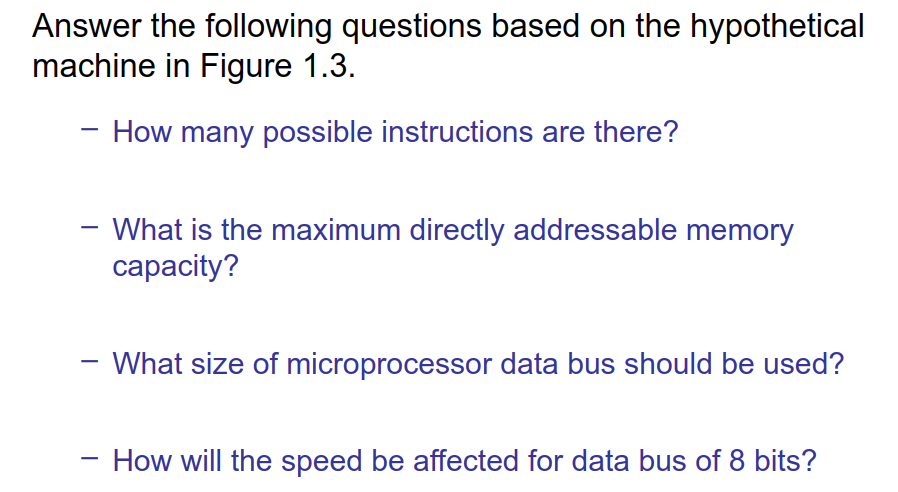 Answer the following questions based on the hypothetical
machine in Figure 1.3.
– How many possible instructions are there?
– What is the maximum directly addressable memory
capacity?
– What size of microprocessor data bus should be used?
– How will the speed be affected for data bus of 8 bits?